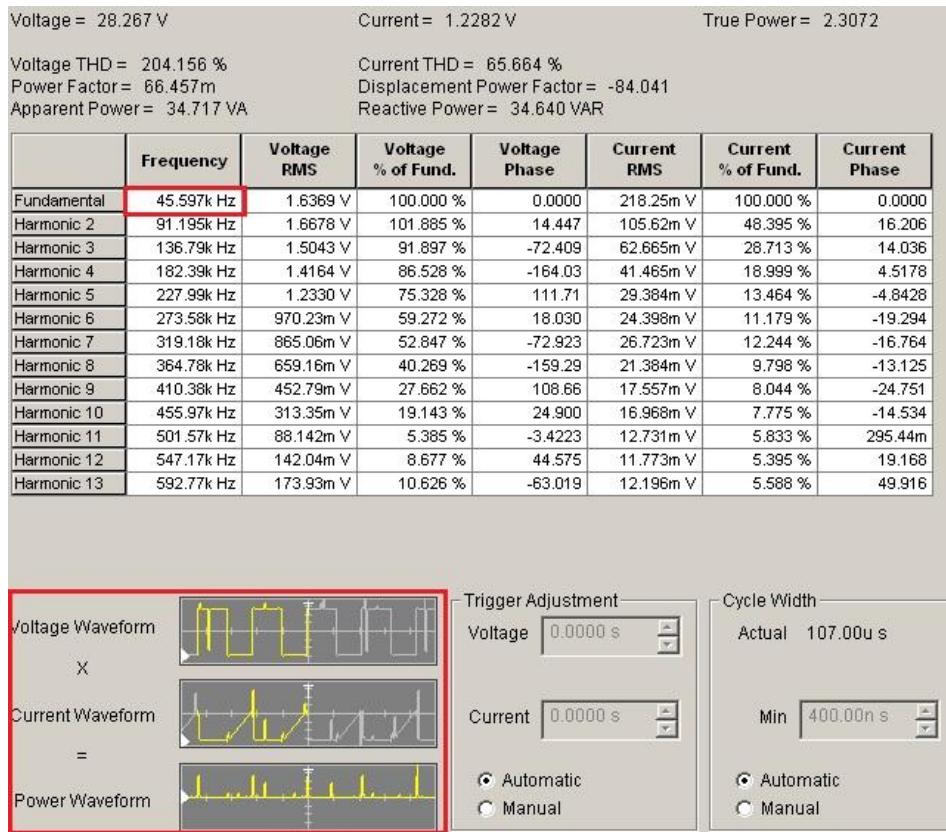 Voltage = 28.267 V Current = 1.2282 V True Power = 2.3072
Voltage THD = 204.156 % Current THD = 65.664 %
Power Factor = 66.457m Displacement Power Factor = -84.041
Apparent Power = 34.717 VA Reactive Power = 34.640 VAR
Frequency Voltage RMS Voltage % of Fund. Voltage Phase Current RMS Current % of Fund. Current Phase
Fundamental 45.597k Hz 1.6369 V 100.000 % 0.0000 218.25m V 100.000 % 0.0000
Harmonic 2 91.195k Hz 1.6678 V 101.885 % 14.447 105.62m V 48.395 % 16.206
Harmonic 3 136.79k Hz 1.5043 V 91.897 % -72.409 62.665m V 28.713 % 14.036
Harmonic 4 182.39k Hz 1.4164 V 86.528 % -164.03 41.465m V 18.999 % 4.5178
Harmonic 5 227.99k Hz 1.2330 V 75.328 % 111.71 29.384m V 13.464 % -4.8428
Harmonic 6 273.58k Hz 970.23m V 59.272 % 18.030 24.398m V 11.179 % -19.294
Harmonic 7 319.18k Hz 865.06m V 52.847 % -72.923 26.723m V 12.244 % -16.764
Harmonic 8 364.78k Hz 659.16m V 40.269 % -159.29 21.384m V 9.798 % -13.125
Harmonic 9 410.38k Hz 452.79m V 27.662 % 108.66 17.557m V 8.044 % -24.751
Harmonic 10 455.97k Hz 313.35m V 19.143 % 24.900 16.968m V 7.775 % -14.534
Harmonic 11 501.57k Hz 88.142m V 5.385 % -3.4223 12.731m V 5.833 % 295.44m
Harmonic 12 547.17k Hz 142.04m V 8.677 % 44.575 11.773m V 5.395 % 19.168
Harmonic 13 592.77k Hz 173.93m V 10.626 % -63.019 12.196m V 5.588 % 49.916
Voltage Waveform
X
Current Waveform
=
Power Waveform
Trigger Adjustment
Voltage 0.0000 s
Current 0.0000 s
Automatic
Manual
Cycle Width
Actual 107.00u s
Min 400.00n s
Automatic
Manual